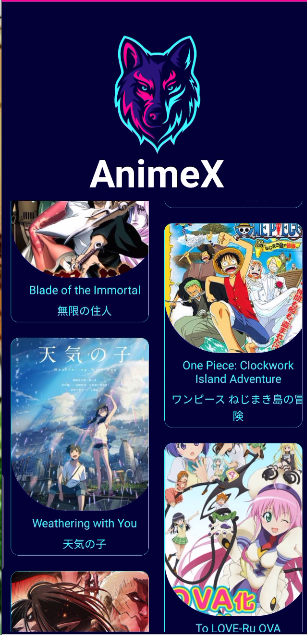 AnimeX
Blade of the Immortal
無限の住人
ONE PIECE
One Piece: Clockwork
Island Adventure
ワンピース ねじまき島の冒
険
天気の子
Weathering with You
天気の子
OVA化
To LOVE-Ru OVA